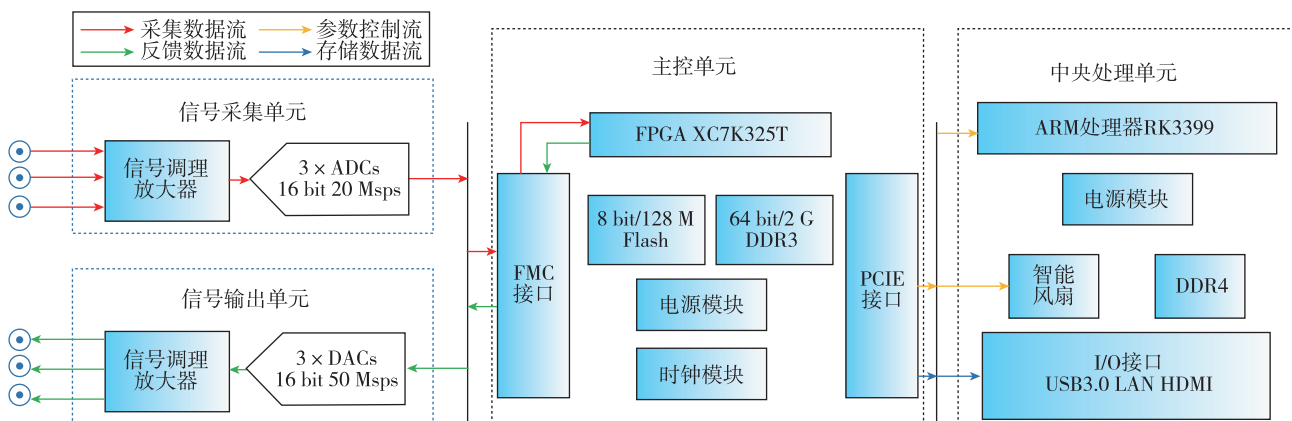 采集数据流
参数控制流
反馈数据流
存储数据流
信号采集单元
信号调理
放大器
3 × ADCs
16 bit 20 Msps
信号输出单元
信号调理
放大器
3 × DACs
16 bit 50 Msps
主控单元
FPGA XC7K325T
FMC
接口
8 bit/128 M
Flash
64 bit/2 G
DDR3
电源模块
时钟模块
PCIE
接口
中央处理单元
ARM处理器RK3399
电源模块
智能
风扇
DDR4
I/O接口
USB3.0 LAN HDMI